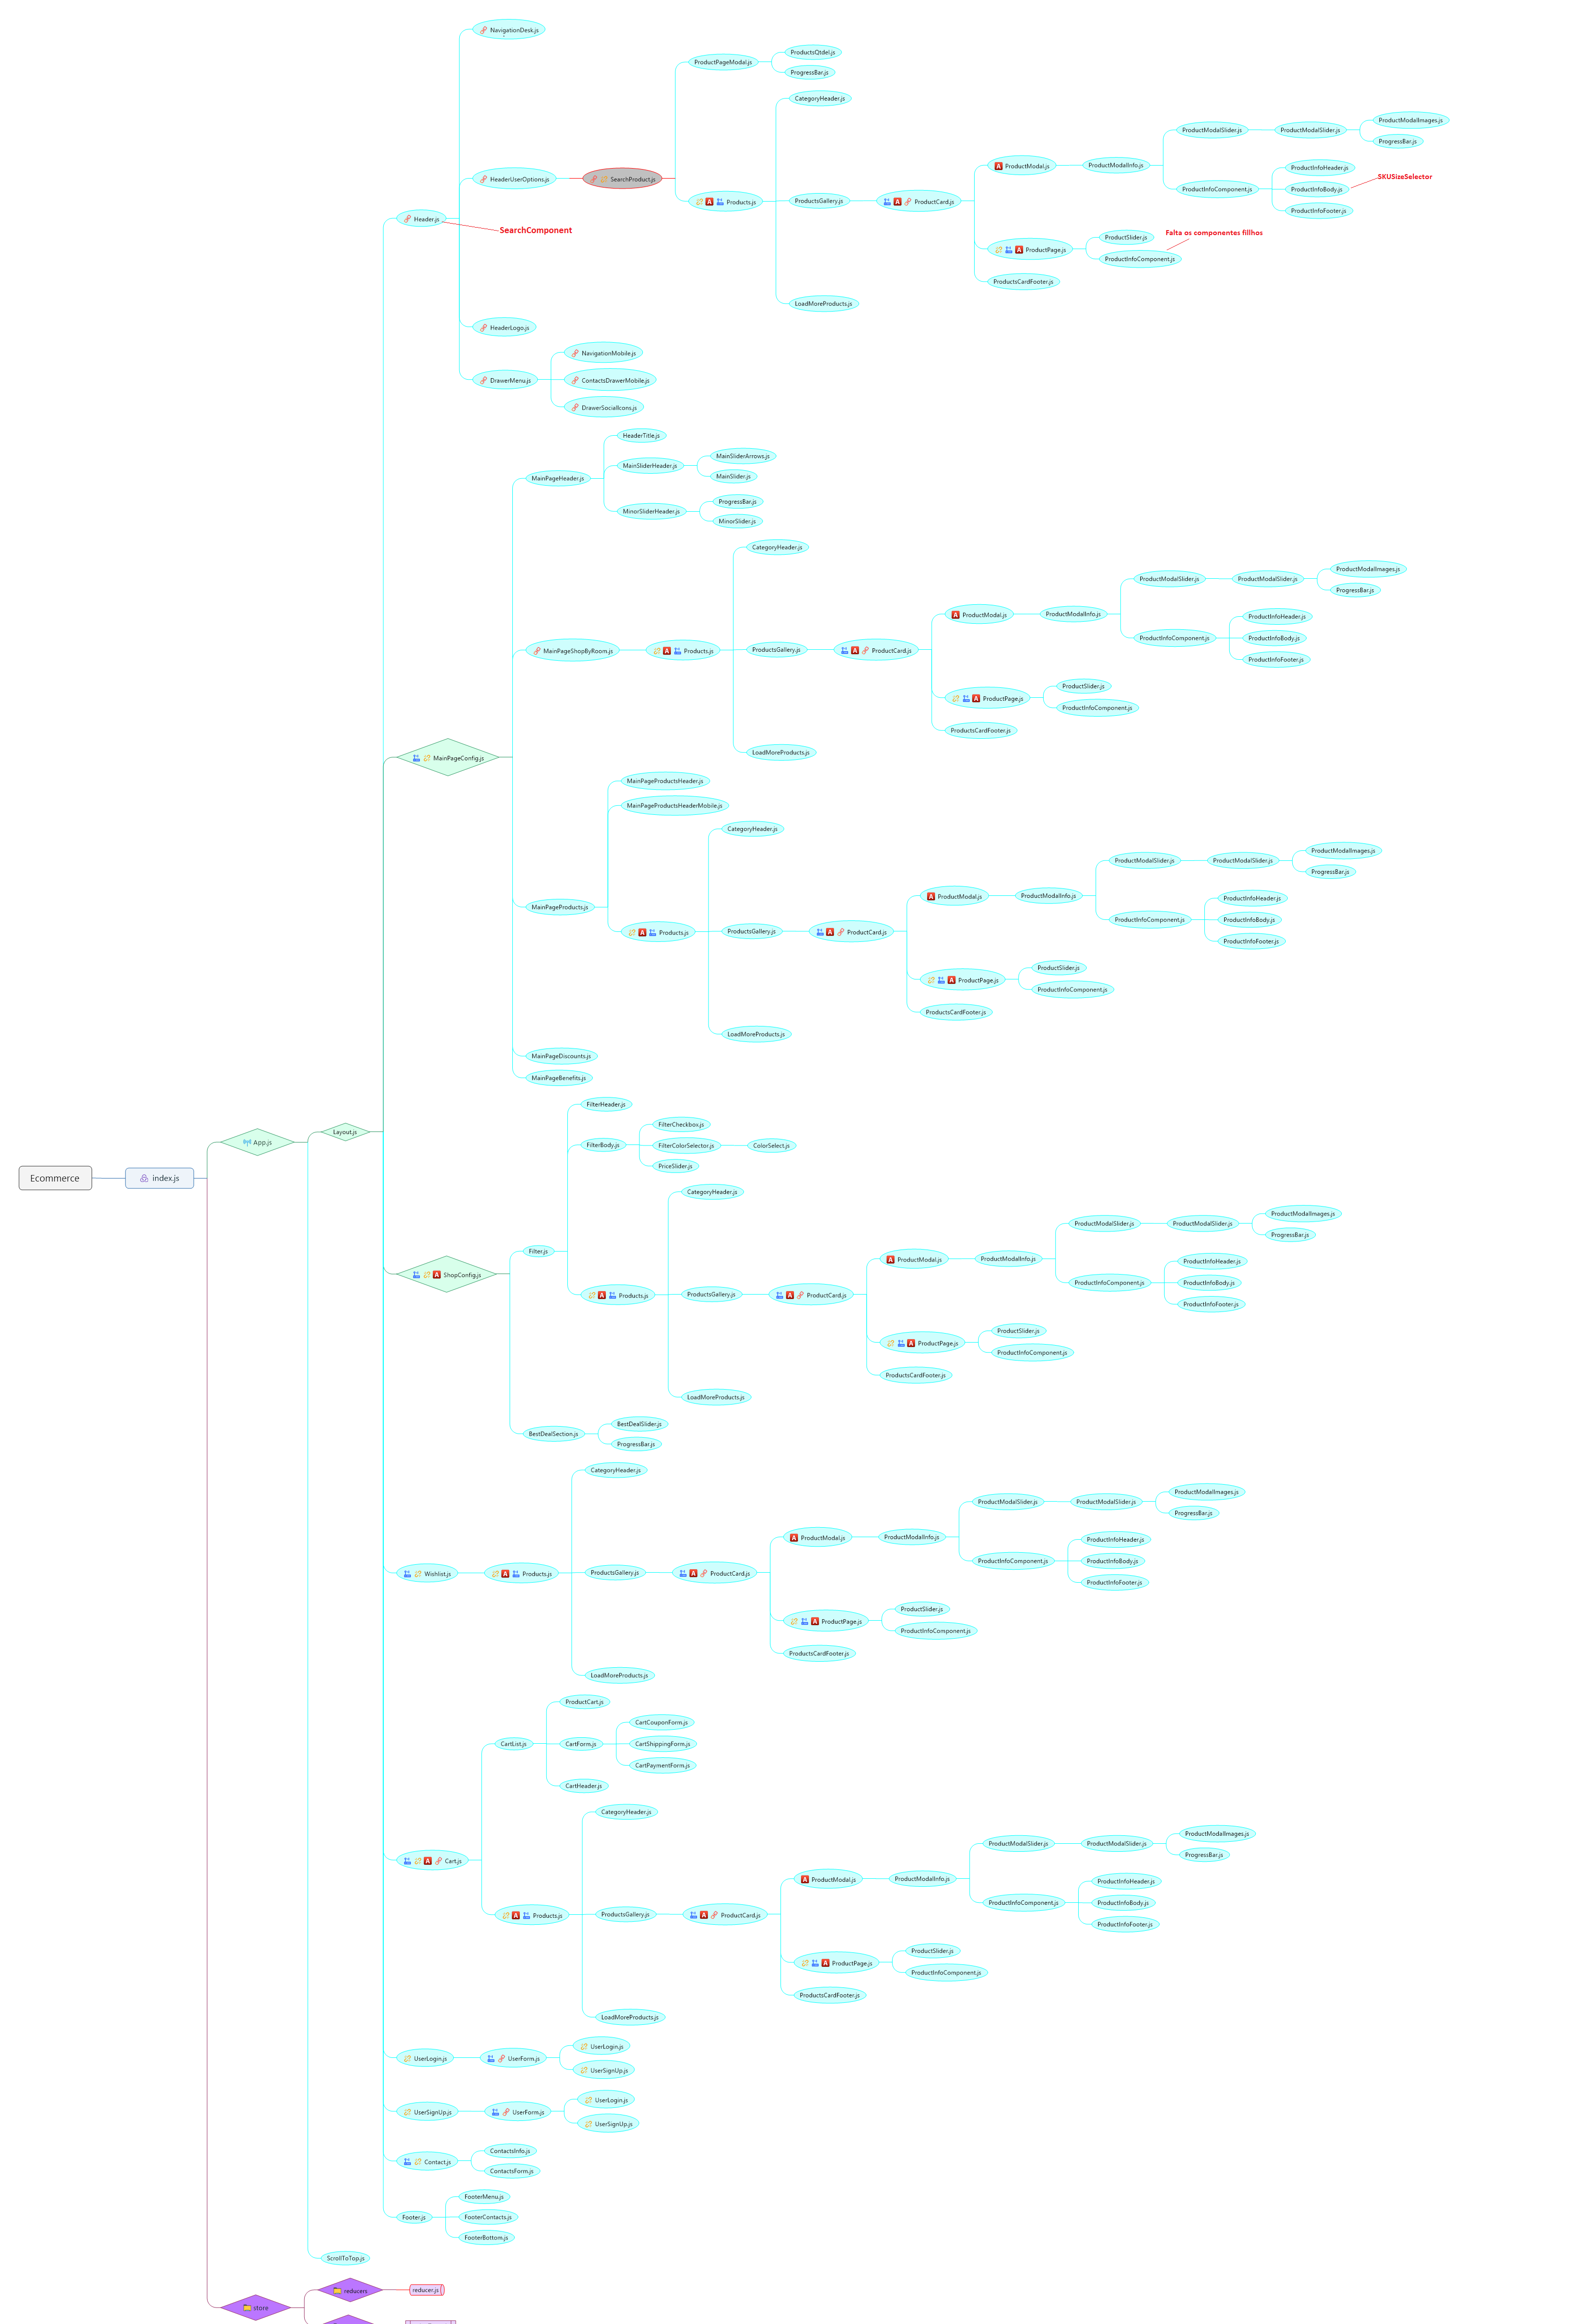 NavigationDesk.js
ProductsQtdel.js
ProductPageModal.js
ProgressBar.js
CategoryHeader.js
ProductModalImages.js
ProductModalSlider.js
ProductModalSlider.js
ProgressBar.js
ProductModal.js
ProductModalInfo.js
ProductInfoHeader.js
SKUSizeSelector
HeaderUserOptions.js
SearchProduct.js
ProductInfoComponent.js
ProductInfoBody.js
Products.js
ProductsGallery.js
ProductCard.js
ProductInfoFooter.js
Header.js
SearchComponent
Falta os componentes fillhos
ProductSlider.js
ProductPage.js
ProductInfoComponent.js
ProductsCardFooter.js
LoadMoreProducts.js
HeaderLogo.js
NavigationMobile.js
DrawerMenu.js
ContactsDrawerMobile.js
DrawerSocialIcons.js
HeaderTitle.js
MainSliderArrows.js
MainSliderHeader.js
MainPageHeader.js
MainSlider.js
ProgressBar.js
MinorSliderHeader.js
MinorSlider.js
CategoryHeader.js
ProductModalImages.js
ProductModalSlider.js
ProductModalSlider.js
ProgressBar.js
ProductModal.js
ProductModalInfo.js
ProductInfoHeader.js
ProductInfoComponent.js
ProductInfoBody.js
MainPageShopByRoom.js
Products.js
ProductsGallery.js
ProductCard.js
ProductInfoFooter.js
ProductSlider.js
ProductPage.js
ProductInfoComponent.js
ProductsCardFooter.js
LoadMoreProducts.js
MainPageConfig.js
MainPageProductsHeader.js
MainPageProductsHeaderMobile.js
CategoryHeader.js
ProductModalImages.js
ProductModalSlider.js
ProductModalSlider.js
ProgressBar.js
ProductModal.js
ProductModalInfo.js
ProductInfoHeader.js
MainPageProducts.js
ProductInfoComponent.js
ProductInfoBody.js
Products.js
ProductsGallery.js
ProductCard.js
ProductInfoFooter.js
ProductSlider.js
ProductPage.js
ProductInfoComponent.js
ProductsCardFooter.js
LoadMoreProducts.js
MainPageDiscounts.js
MainPageBenefits.js
FilterHeader.js
FilterCheckbox.js
Layout.js
App.js
FilterBody.js
FilterColorSelector.js
ColorSelect.js
PriceSlider.js
Ecommerce
index.js
CategoryHeader.js
ProductModalImages.js
ProductModalSlider.js
ProductModalSlider.js
ProgressBar.js
Filter.js
ProductModal.js
ProductModalInfo.js
ProductInfoHeader.js
ShopConfig.js
ProductInfoComponent.js
ProductInfoBody.js
Products.js
ProductsGallery.js
ProductCard.js
ProductInfoFooter.js
ProductSlider.js
ProductPage.js
ProductInfoComponent.js
ProductsCardFooter.js
LoadMoreProducts.js
BestDealSlider.js
BestDealSection.js
ProgressBar.js
CategoryHeader.js
ProductModalImages.js
ProductModalSlider.js
ProductModalSlider.js
ProgressBar.js
ProductModal.js
ProductModalInfo.js
ProductInfoHeader.js
ProductInfoComponent.js
ProductInfoBody.js
Wishlist.js
Products.js
ProductsGallery.js
ProductCard.js
ProductInfoFooter.js
ProductSlider.js
ProductPage.js
ProductInfoComponent.js
ProductsCardFooter.js
LoadMoreProducts.js
ProductCart.js
CartCouponForm.js
CartList.js
CartForm.js
CartShippingForm.js
CartPaymentForm.js
CartHeader.js
CategoryHeader.js
ProductModalImages.js
ProductModalSlider.js
ProductModalSlider.js
ProgressBar.js
Cart.js
ProductModal.js
ProductModalInfo.js
ProductInfoHeader.js
ProductInfoComponent.js
ProductInfoBody.js
Products.js
ProductsGallery.js
ProductCard.js
ProductInfoFooter.js
ProductSlider.js
ProductPage.js
ProductInfoComponent.js
ProductsCardFooter.js
LoadMoreProducts.js
UserLogin.js
UserLogin.js
UserForm.js
UserSignUp.js
UserLogin.js
UserSignUp.js
UserForm.js
UserSignUp.js
ContactsInfo.js
Contact.js
ContactsForm.js
FooterMenu.js
Footer.js
FooterContacts.js
FooterBottom.js
ScrollToTop.js
reducers
reducer.js
store